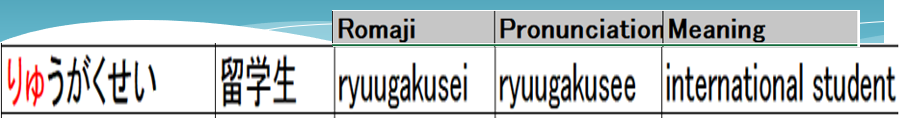 Romaji Pronunciation Meaning
りゅうがくせい 留学生 ryuugakusei ryuugakusee international student